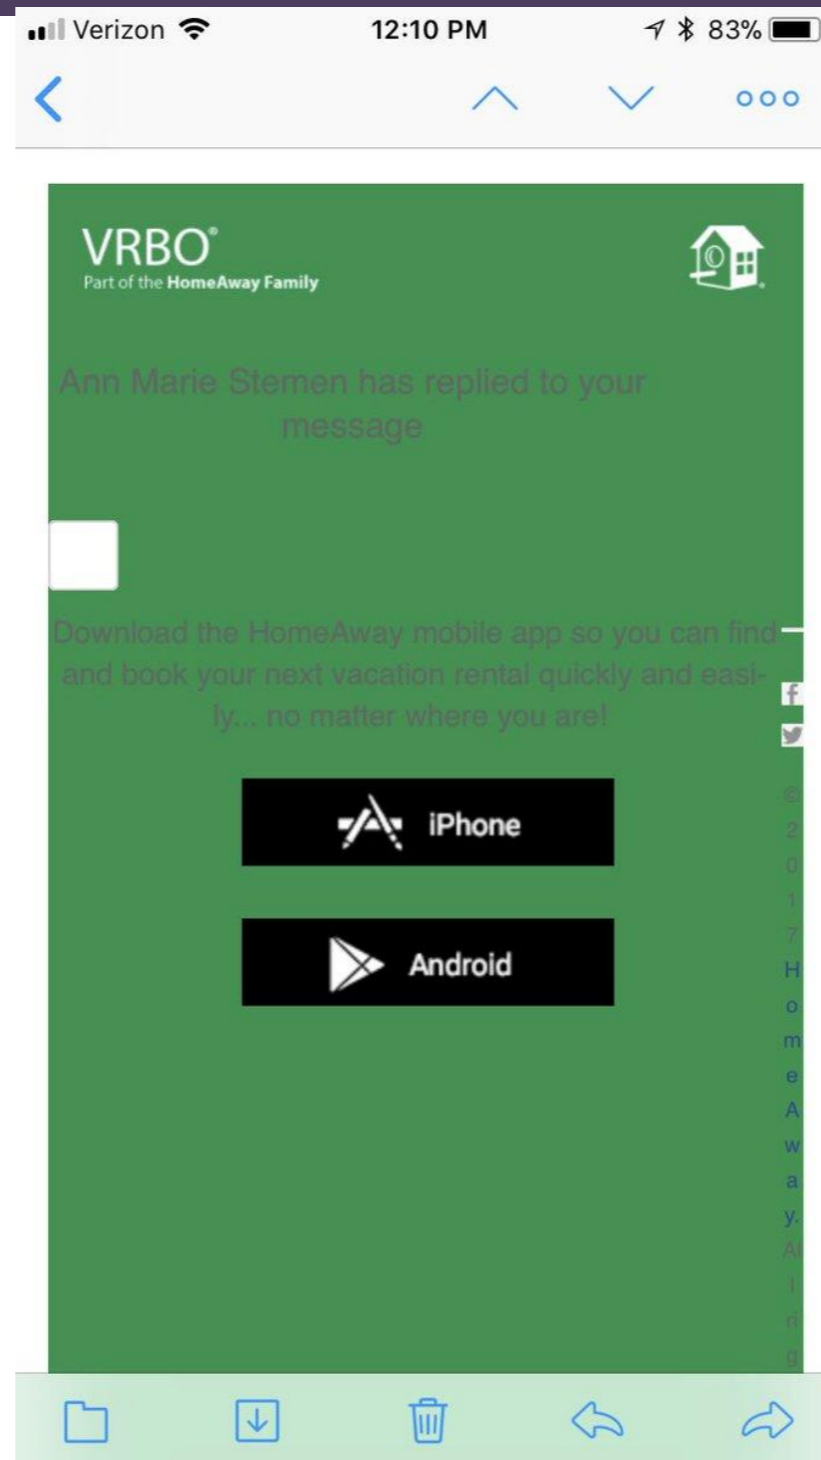 Verizon 12:10 PM 83%
VRBO®
Part of the HomeAway Family
Ann Marie Stemen has replied to your
message
Download the HomeAway mobile app so you can find
and book your next vacation rental quickly and easi-
ly... no matter where you are!
iPhone
Android
f
©
2
0
1
7
H
o
m
e
A
w
a
y.
Al
l
ri
g